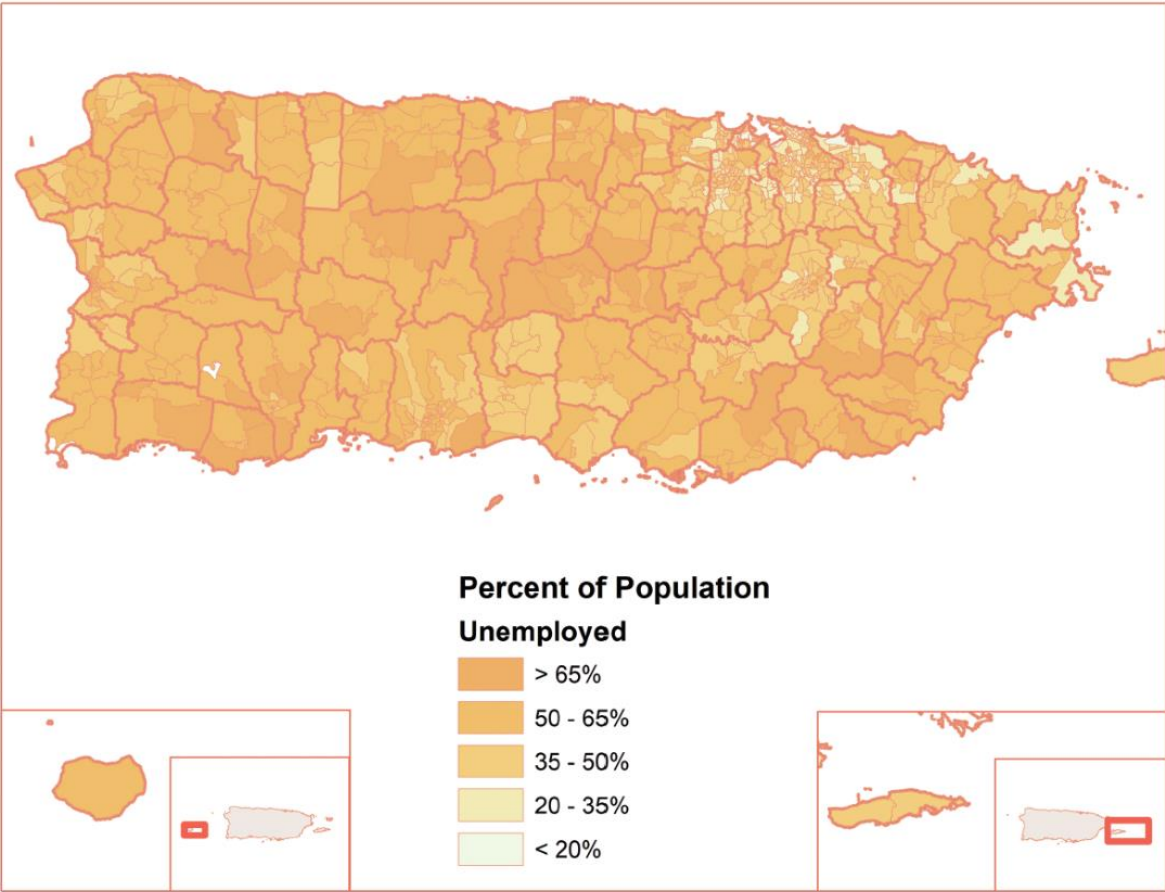 Percent of Population
Unemployed
> 65%
50 - 65%
35 - 50%
20 - 35%
< 20%